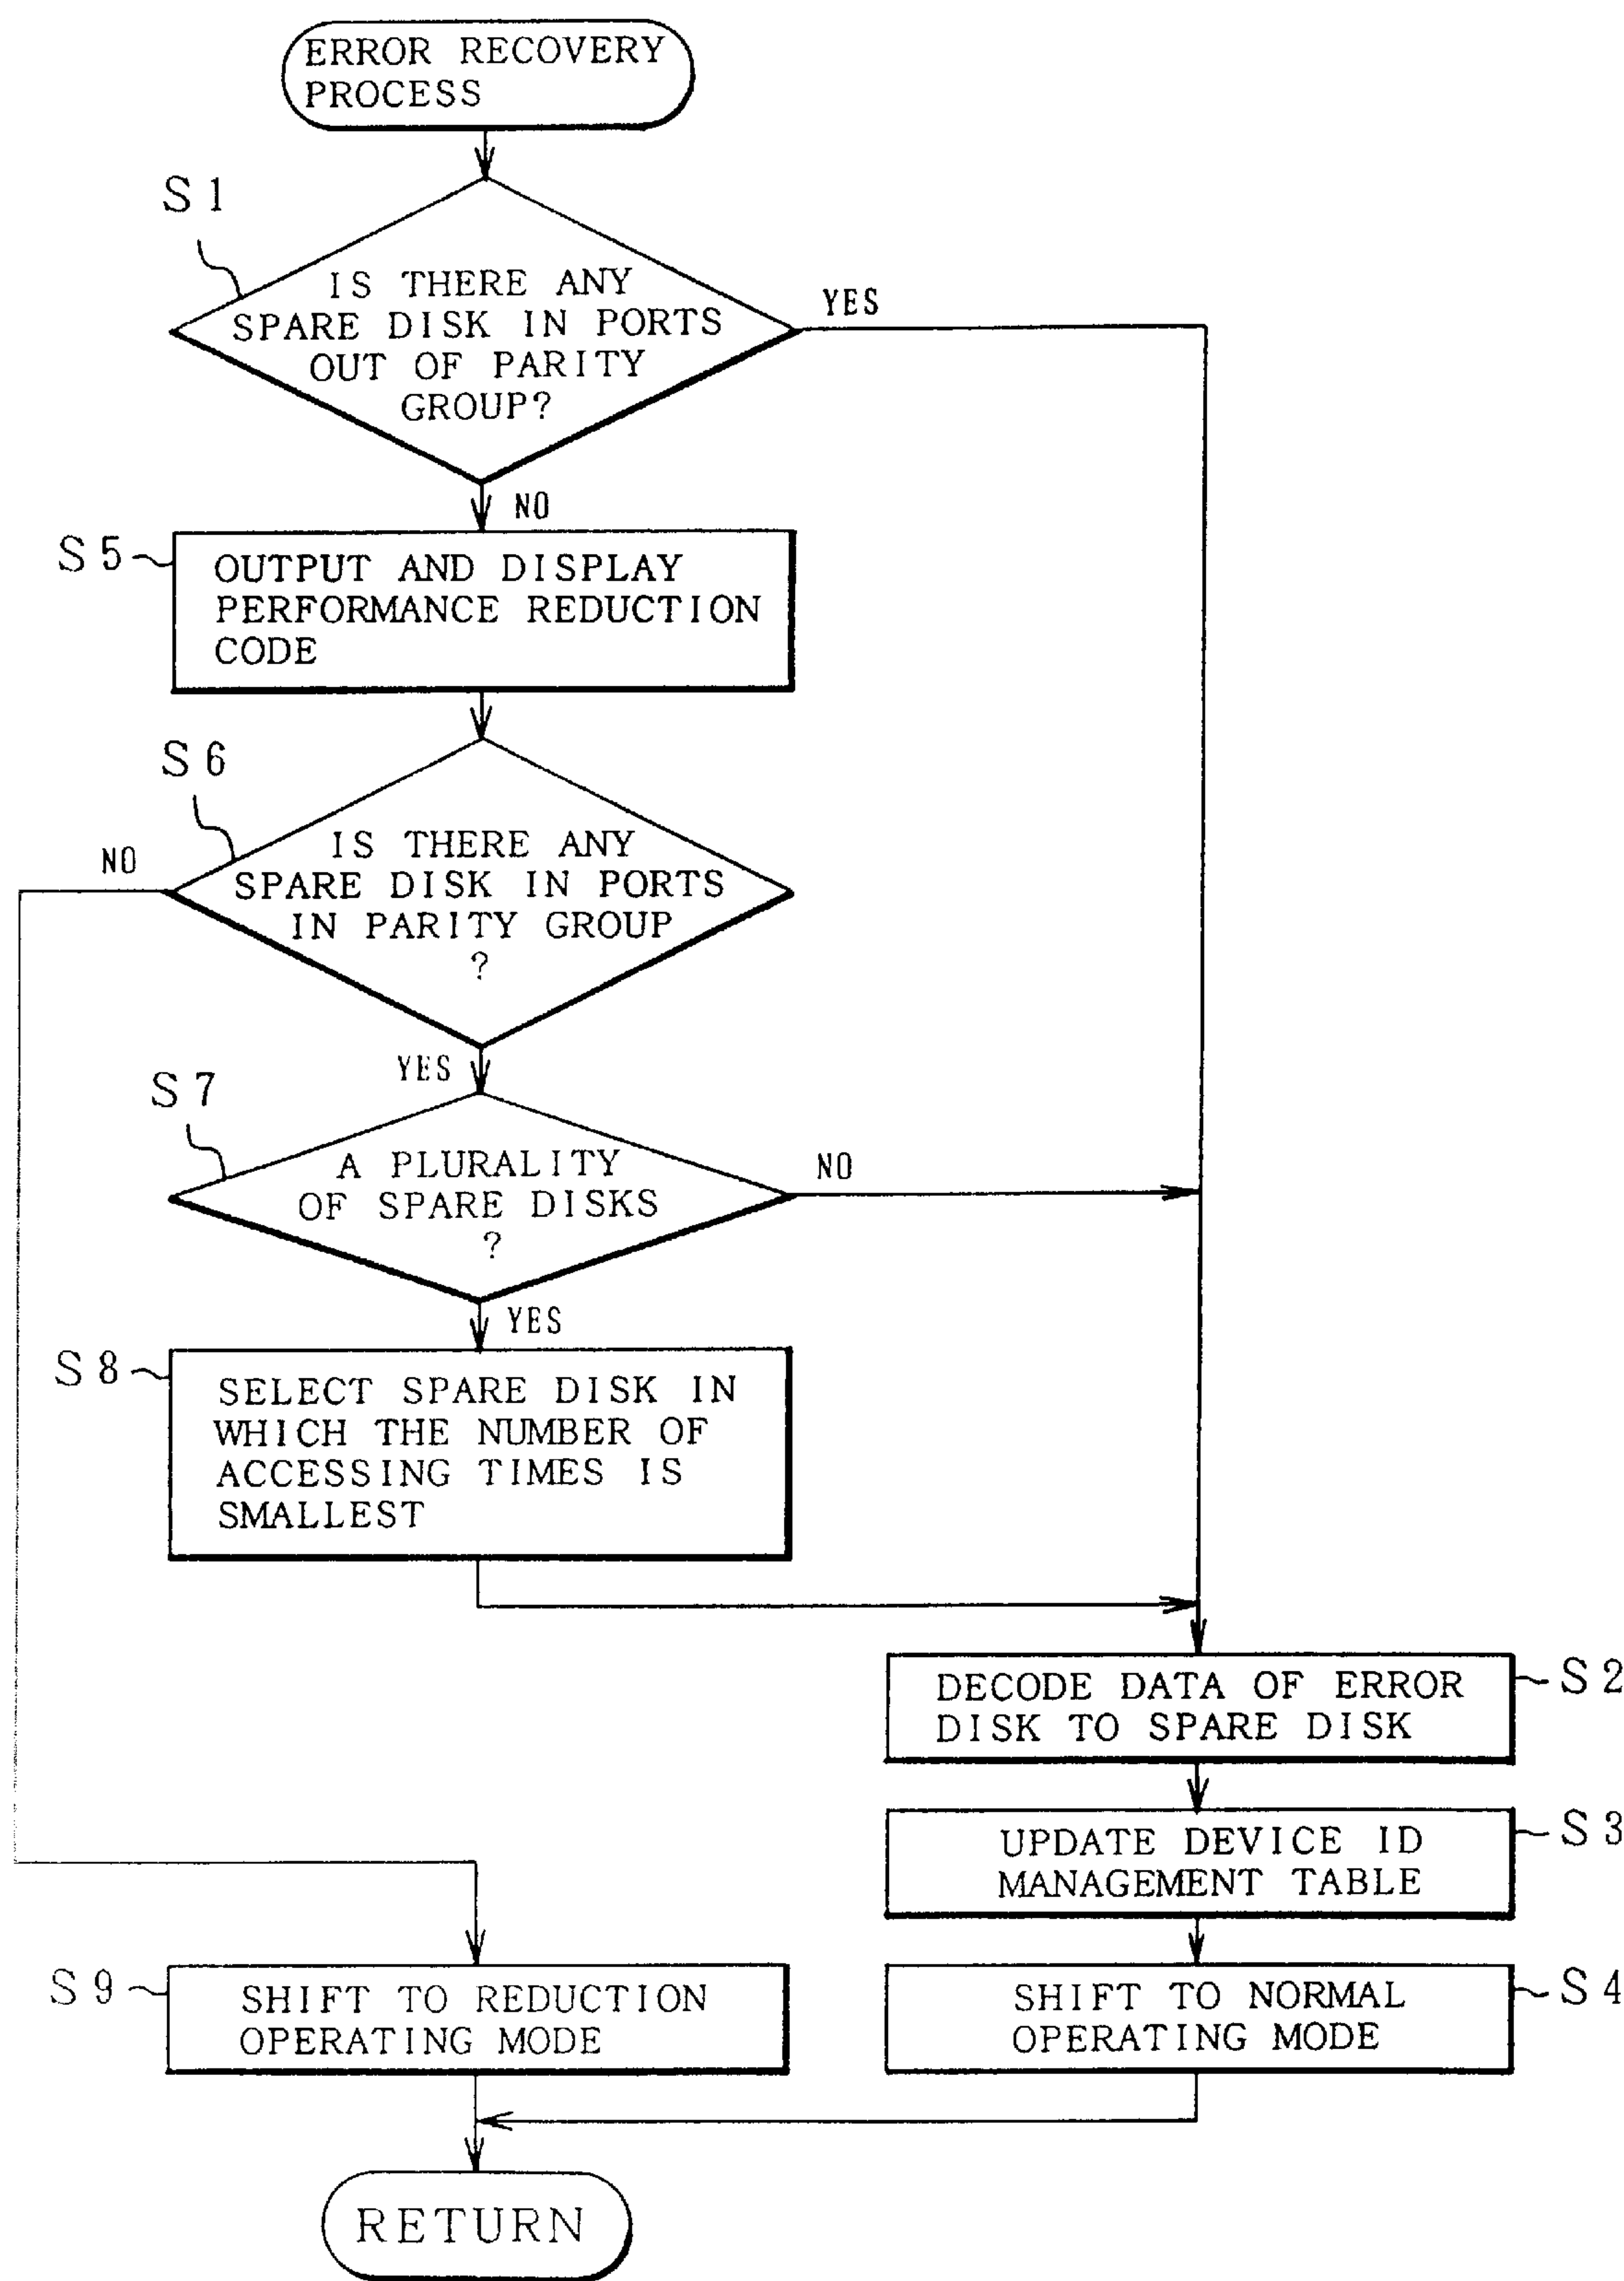 ERROR RECOVERY
PROCESS
S1
IS THERE ANY
SPARE DISK IN PORTS
OUT OF PARITY
GROUP?
YES
NO
S5
OUTPUT AND DISPLAY
PERFORMANCE REDUCTION
CODE
S6
IS THERE ANY
SPARE DISK IN PORTS
IN PARITY GROUP
?
NO
YES
S7
A PLURALITY
OF SPARE DISKS
?
NO
YES
S8
SELECT SPARE DISK IN
WHICH THE NUMBER OF
ACCESSING TIMES IS
SMALLEST
DECODE DATA OF ERROR
DISK TO SPARE DISK
S2
UPDATE DEVICE ID
MANAGEMENT TABLE
S3
S9
SHIFT TO REDUCTION
OPERATING MODE
SHIFT TO NORMAL
OPERATING MODE
S4
RETURN